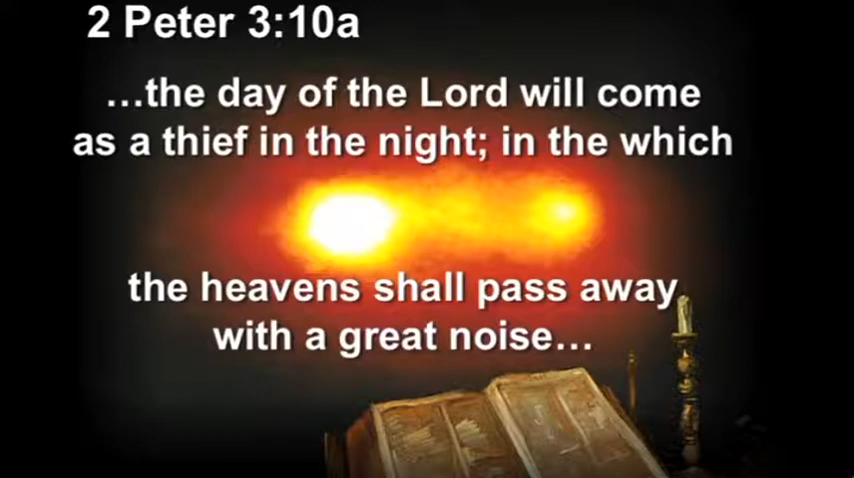 2 Peter 3:10a
…the day of the Lord will come
as a thief in the night; in the which
the heavens shall pass away
with a great noise…